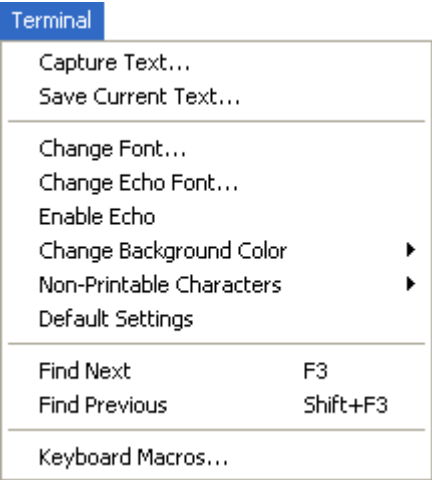 Terminal
Capture Text...
Save Current Text...
Change Font...
Change Echo Font...
Enable Echo
Change Background Color
Non-Printable Characters
Default Settings
Find Next F3
Find Previous Shift+F3
Keyboard Macros...